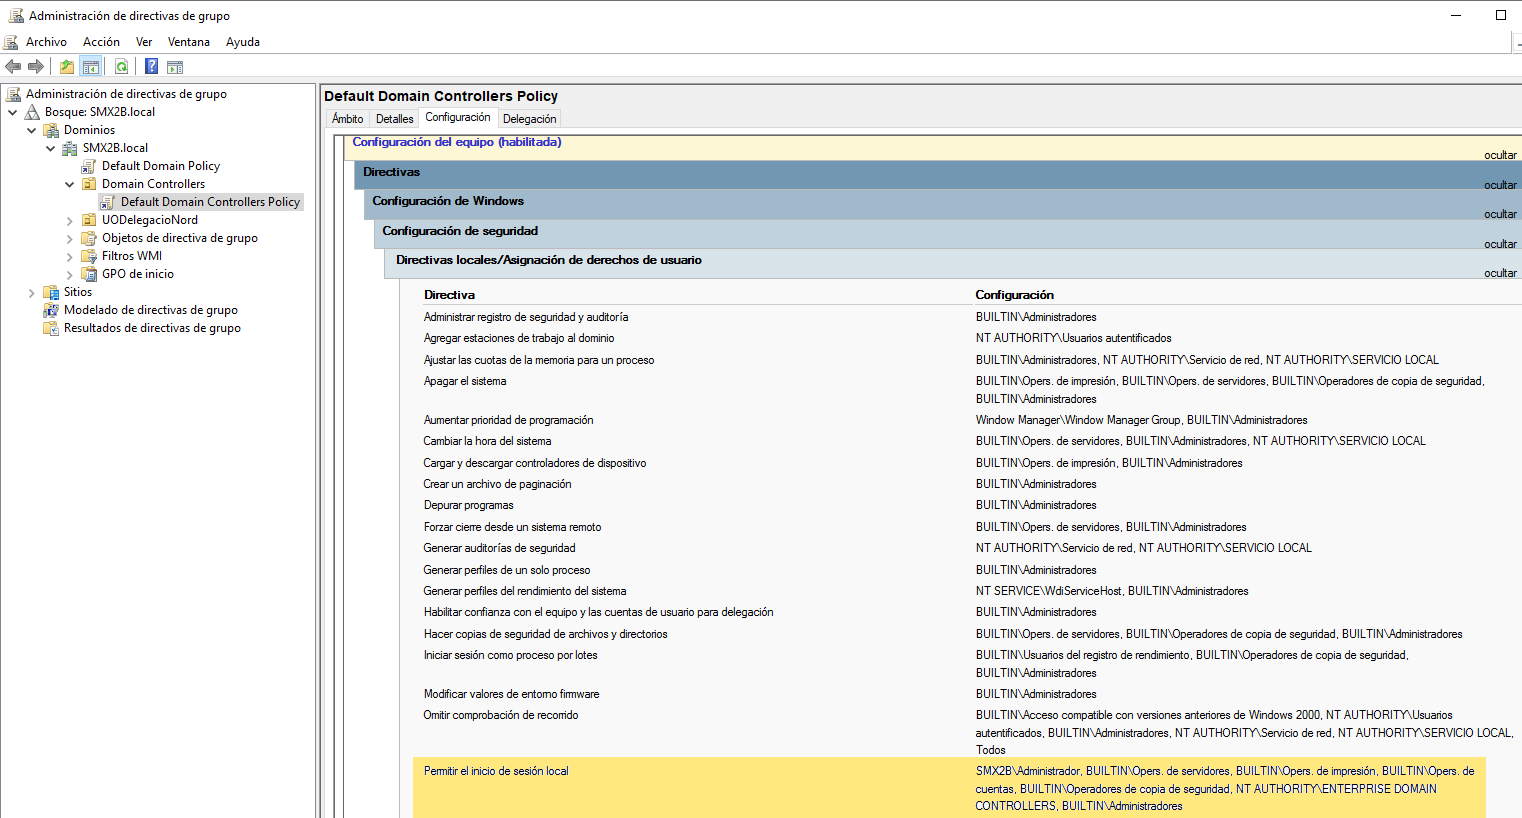 Administración de directivas de grupo
Archivo Acción Ver Ventana Ayuda
Administración de directivas de grupo
Bosque: SMX2B.local
Dominios
SMX2B.local
Default Domain Policy
Domain Controllers
Default Domain Controllers Policy
UODelegacioNord
Objetos de directiva de grupo
Filtros WMI
GPO de inicio
Sitios
Modelado de directivas de grupo
Resultados de directivas de grupo
Default Domain Controllers Policy
Ámbito Detalles Configuración Delegación
Configuración del equipo (habilitada)
ocultar
Directivas
ocultar
Configuración de Windows
ocultar
Configuración de seguridad
ocultar
Directivas locales/Asignación de derechos de usuario
ocultar
Directiva Configuración
Administrar registro de seguridad y auditoría BUILTIN\Administradores
Agregar estaciones de trabajo al dominio NT AUTHORITY\Usuarios autentificados
Ajustar las cuotas de la memoria para un proceso BUILTIN\Administradores, NT AUTHORITY\Servicio de red, NT AUTHORITY\SERVICIO LOCAL
Apagar el sistema BUILTIN\Opers. de impresión, BUILTIN\Opers. de servidores, BUILTIN\Operadores de copia de seguridad,
BUILTIN\Administradores
Aumentar prioridad de programación Window Manager\Window Manager Group, BUILTIN\Administradores
Cambiar la hora del sistema BUILTIN\Opers. de servidores, BUILTIN\Administradores, NT AUTHORITY\SERVICIO LOCAL
Cargar y descargar controladores de dispositivo BUILTIN\Opers. de impresión, BUILTIN\Administradores
Crear un archivo de paginación BUILTIN\Administradores
Depurar programas BUILTIN\Administradores
Forzar cierre desde un sistema remoto BUILTIN\Opers. de servidores, BUILTIN\Administradores
Generar auditorías de seguridad NT AUTHORITY\Servicio de red, NT AUTHORITY\SERVICIO LOCAL
Generar perfiles de un solo proceso BUILTIN\Administradores
Generar perfiles del rendimiento del sistema NT SERVICE\WdiServiceHost, BUILTIN\Administradores
Habilitar confianza con el equipo y las cuentas de usuario para delegación BUILTIN\Administradores
Hacer copias de seguridad de archivos y directorios BUILTIN\Opers. de servidores, BUILTIN\Operadores de copia de seguridad, BUILTIN\Administradores
Iniciar sesión como proceso por lotes BUILTIN\Usuarios del registro de rendimiento, BUILTIN\Operadores de copia de seguridad,
BUILTIN\Administradores
Modificar valores de entorno firmware BUILTIN\Administradores
Omitir comprobación de recorrido BUILTIN\Acceso compatible con versiones anteriores de Windows 2000, NT AUTHORITY\Usuarios
autentificados, BUILTIN\Administradores, NT AUTHORITY\Servicio de red, NT AUTHORITY\SERVICIO LOCAL,
Todos
Permitir el inicio de sesión local SMX2B\Administrador, BUILTIN\Opers. de servidores, BUILTIN\Opers. de impresión, BUILTIN\Opers. de
cuentas, BUILTIN\Operadores de copia de seguridad, NT AUTHORITY\ENTERPRISE DOMAIN
CONTROLLERS, BUILTIN\Administradores